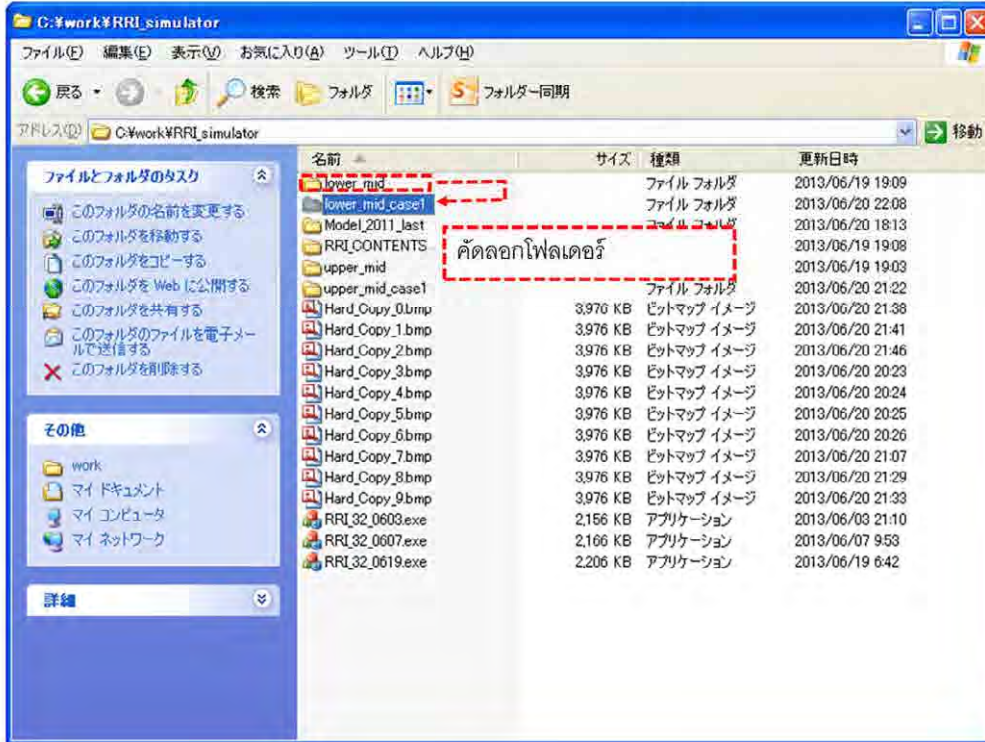 C:¥work¥RRI_simulator
ファイル(F) 編集(E) 表示(V) お気に入り(A) ツール(T) ヘルプ(H)
戻る 検索 フォルダ フォルダー同期
アドレス(D) C:¥work¥RRI_simulator 移動
ファイルとフォルダのタスク
このフォルダの名前を変更する
このフォルダを移動する
このフォルダをコピーする
このフォルダを Web に公開する
このフォルダを共有する
このフォルダのファイルを電子メー
ルで送信する
このフォルダを削除する
その他
work
マイ ドキュメント
マイ コンピュータ
マイ ネットワーク
詳細
名前 サイズ 種類 更新日時
lower_mid ファイル フォルダ 2013/06/19 19:09
lower_mid_case1 ファイル フォルダ 2013/06/20 22:08
Model_2011_last ファイル フォルダ 2013/06/20 18:13
RRI_CONTENTS 2013/06/19 19:08
upper_mid 2013/06/19 19:03
upper_mid_case1 ファイル フォルダ 2013/06/20 21:22
Hard_Copy_0.bmp 3,976 KB ビットマップ イメージ 2013/06/20 21:38
Hard_Copy_1.bmp 3,976 KB ビットマップ イメージ 2013/06/20 21:41
Hard_Copy_2.bmp 3,976 KB ビットマップ イメージ 2013/06/20 21:46
Hard_Copy_3.bmp 3,976 KB ビットマップ イメージ 2013/06/20 20:23
Hard_Copy_4.bmp 3,976 KB ビットマップ イメージ 2013/06/20 20:24
Hard_Copy_5.bmp 3,976 KB ビットマップ イメージ 2013/06/20 20:25
Hard_Copy_6.bmp 3,976 KB ビットマップ イメージ 2013/06/20 20:26
Hard_Copy_7.bmp 3,976 KB ビットマップ イメージ 2013/06/20 21:07
Hard_Copy_8.bmp 3,976 KB ビットマップ イメージ 2013/06/20 21:29
Hard_Copy_9.bmp 3,976 KB ビットマップ イメージ 2013/06/20 21:33
RRI_32_0603.exe 2,156 KB アプリケーション 2013/06/03 21:10
RRI_32_0607.exe 2,166 KB アプリケーション 2013/06/07 9:53
RRI_32_0619.exe 2,206 KB アプリケーション 2013/06/19 6:42
คัดลอกโฟลเดอร์